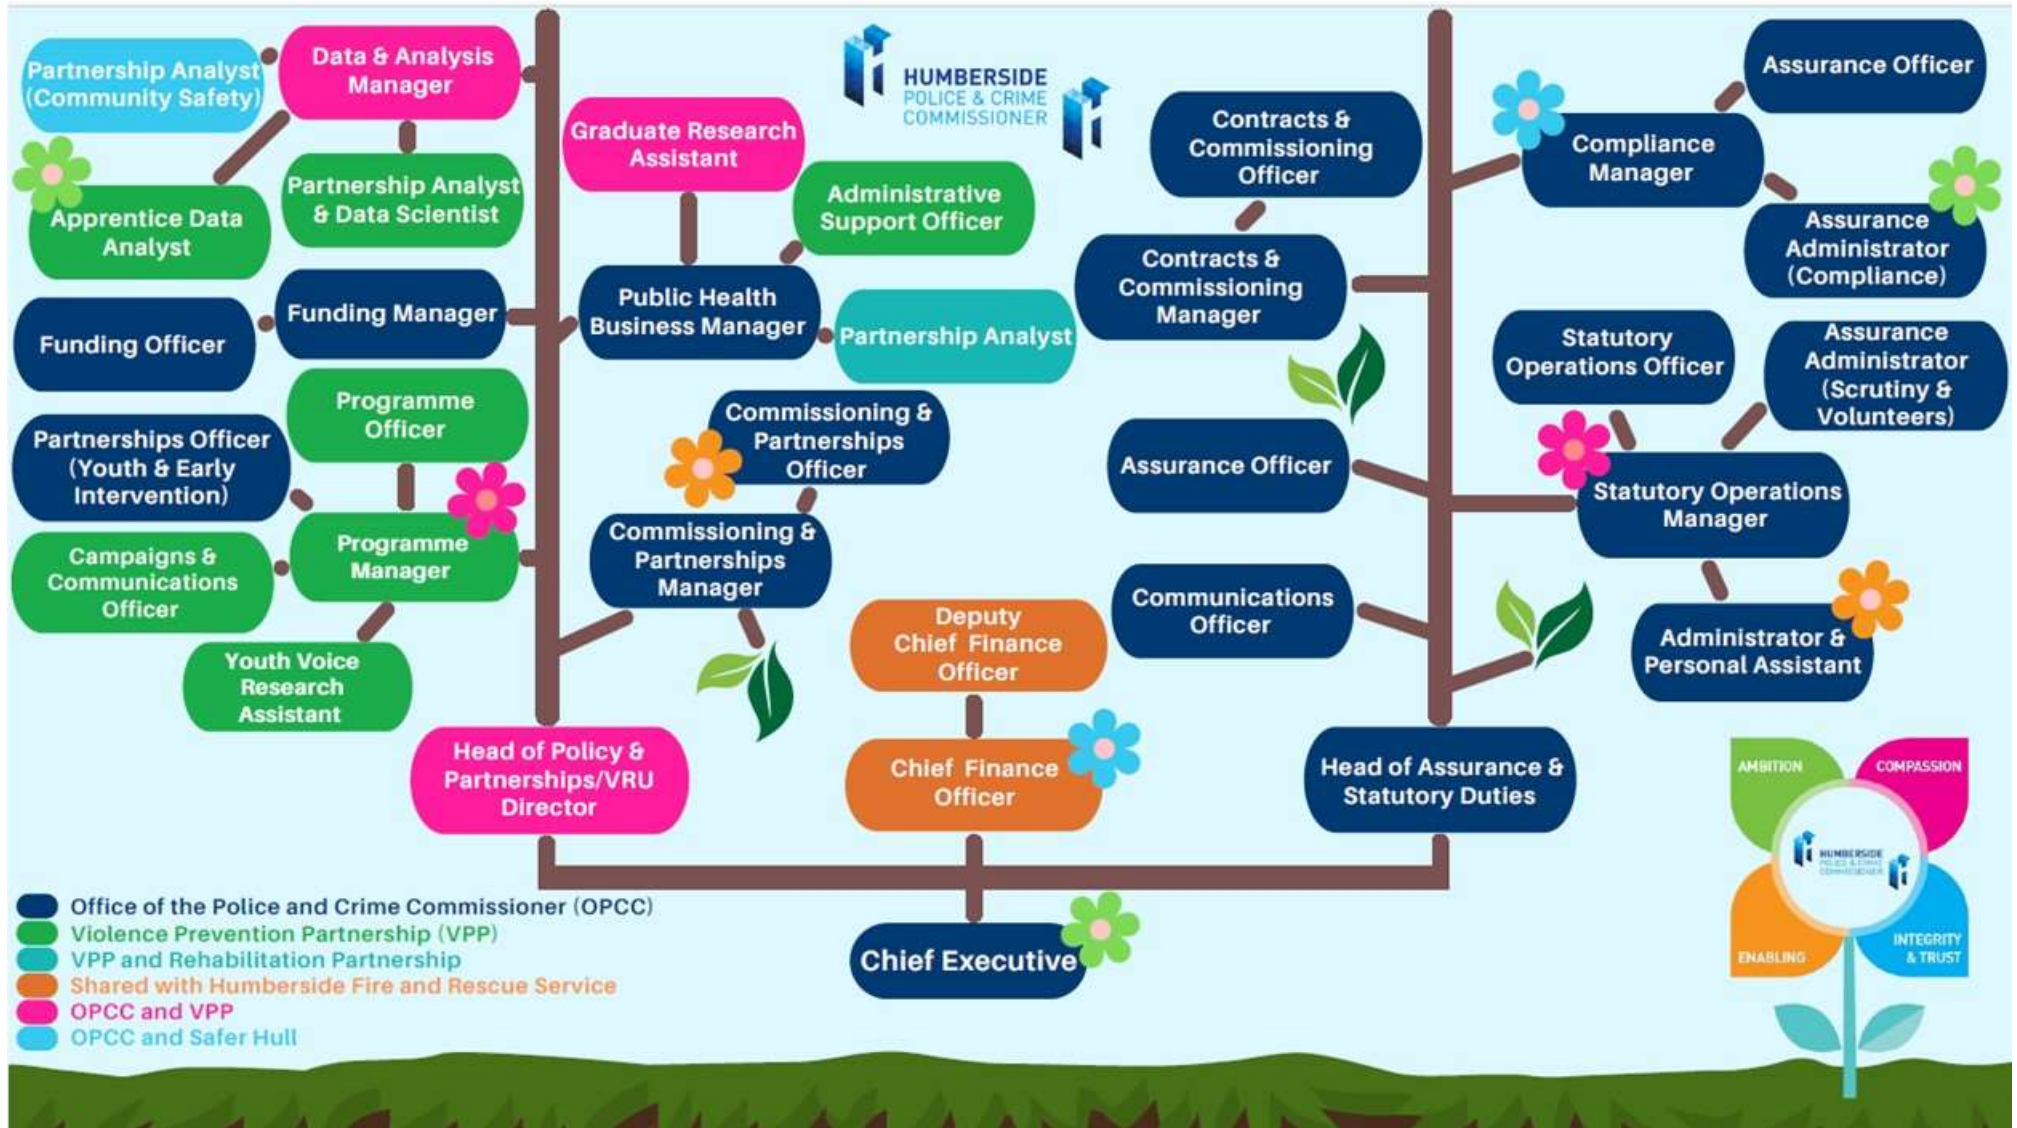 Partnership Analyst
(Community Safety)
Data & Analysis
Manager
Apprentice Data
Analyst
Partnership Analyst
& Data Scientist
Funding Officer
Funding Manager
Programme
Officer
Partnerships Officer
(Youth & Early
Intervention)
Campaigns &
Communications
Officer
Programme
Manager
Youth Voice
Research
Assistant
Graduate Research
Assistant
Administrative
Support Officer
Public Health
Business Manager
Partnership Analyst
Commissioning &
Partnerships
Officer
Commissioning &
Partnerships
Manager
Head of Policy &
Partnerships/VRU
Director
HUMBERSIDE
POLICE & CRIME
COMMISSIONER
Deputy
Chief Finance
Officer
Chief Finance
Officer
Chief Executive
Contracts &
Commissioning
Officer
Contracts &
Commissioning
Manager
Assurance Officer
Communications
Officer
Head of Assurance &
Statutory Duties
Assurance Officer
Compliance
Manager
Assurance
Administrator
(Compliance)
Statutory
Operations Officer
Assurance
Administrator
(Scrutiny &
Volunteers)
Statutory Operations
Manager
Administrator &
Personal Assistant
Office of the Police and Crime Commissioner (OPCC)
Violence Prevention Partnership (VPP)
VPP and Rehabilitation Partnership
Shared with Humberside Fire and Rescue Service
OPCC and VPP
OPCC and Safer Hull
AMBITION
COMPASSION
HUMBERSIDE
POLICE & CRIME
COMMISSIONER
ENABLING
INTEGRITY
& TRUST